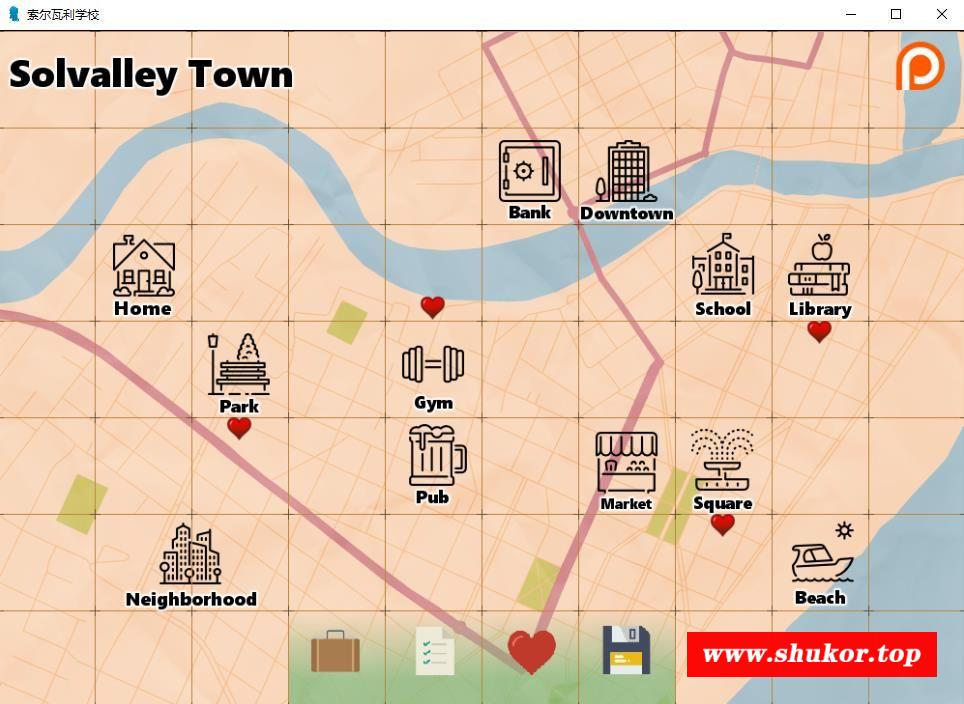 索尔瓦利学校
Solvalley Town
Bank
Downtown
Home
School
Library
Park
Gym
Pub
Market
Square
Neighborhood
Beach
www.shukor.top